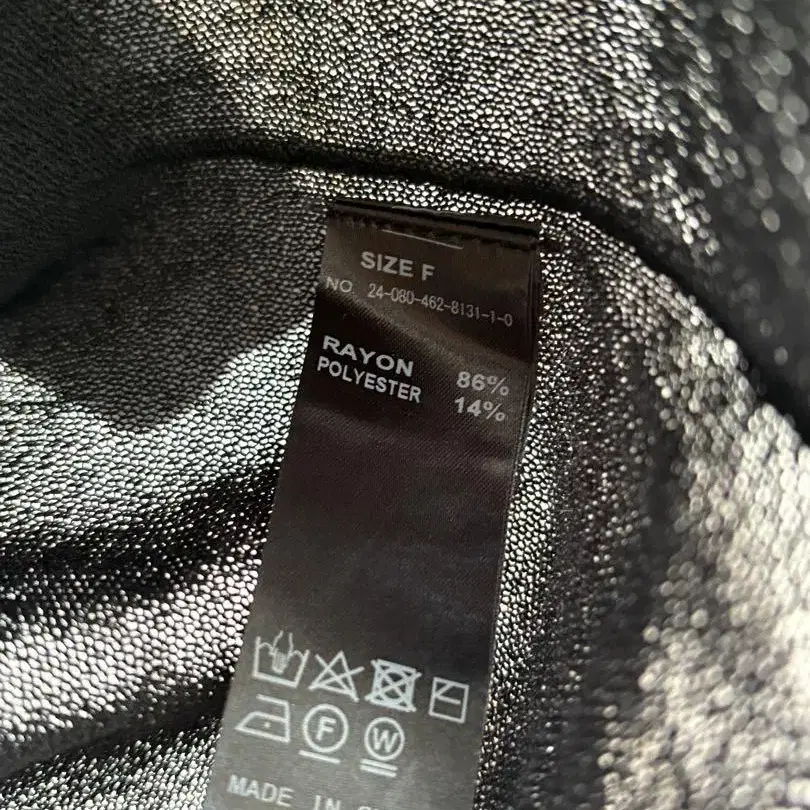 SIZE F
NO. 24-080-462-8131-1-0
RAYON 86%
POLYESTER 14%
F W
MADE IN